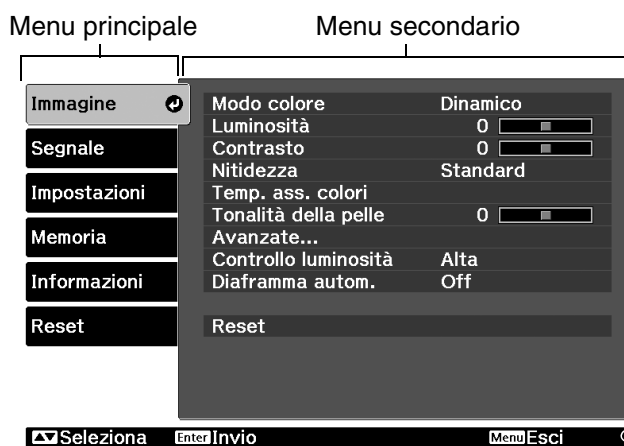 Menu principale
Menu secondario
Immagine
Segnale
Impostazioni
Memoria
Informazioni
Reset
Modo colore Dinamico
Luminosità 0
Contrasto 0
Nitidezza Standard
Temp. ass. colori
Tonalità della pelle 0
Avanzate...
Controllo luminosità Alta
Diaframma autom. Off
Reset
Seleziona Enter Invio Menu Esci